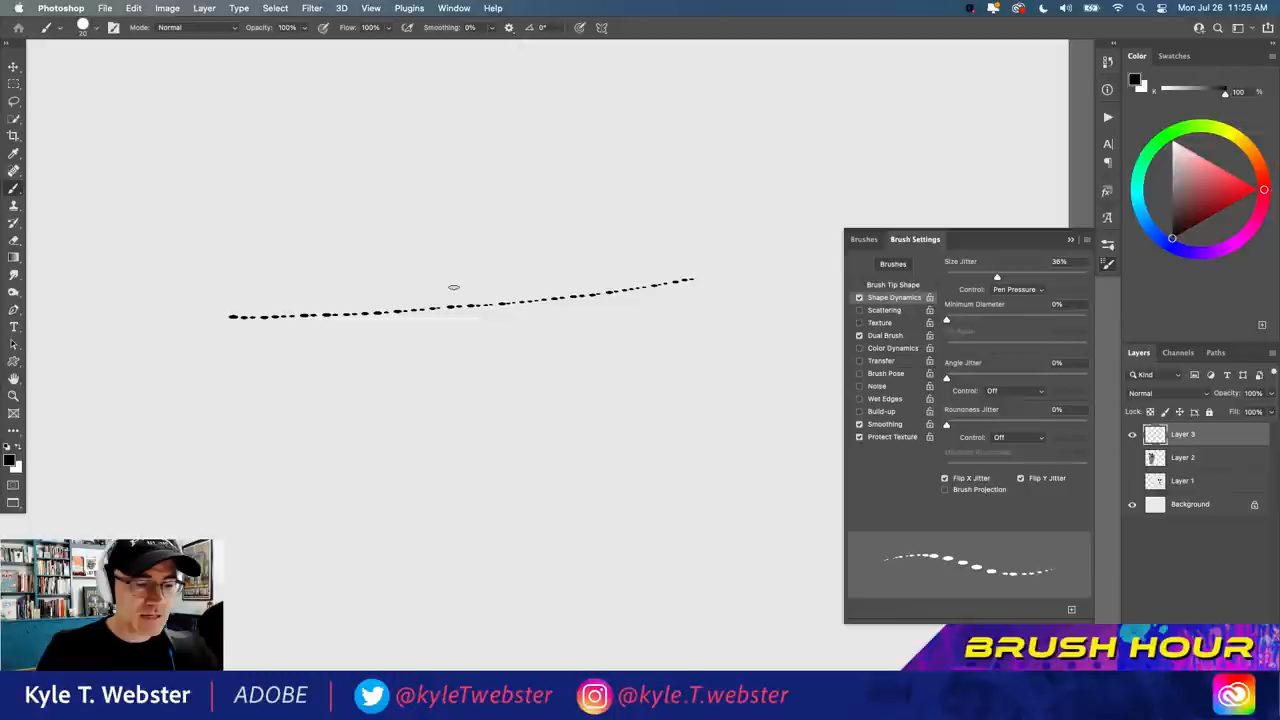 Photoshop File Edit Image Layer Type Select Filter 3D View Plugins Window Help Mon Jul 26 11:25 AM
20 Mode: Normal Opacity: 100% Flow: 100% Smoothing: 0% 0°
Color Swatches
K 100 %
Brushes Brush Settings
Brushes
Brush Tip Shape
Shape Dynamics
Scattering
Texture
Dual Brush
Color Dynamics
Transfer
Brush Pose
Noise
Wet Edges
Build-up
Smoothing
Protect Texture
Size Jitter 36%
Control: Pen Pressure
Minimum Diameter 0%
Angle Jitter 0%
Control: Off
Roundness Jitter 0%
Control: Off
Minimum Roundness
Flip X Jitter Flip Y Jitter
Brush Projection
Layers Channels Paths
Kind
Normal Opacity: 100%
Lock: Fill: 100%
Layer 3
Layer 2
Layer 1
Background
BRUSH HOUR
Kyle T. Webster | ADOBE @kyleTwebster @kyle.T.webster